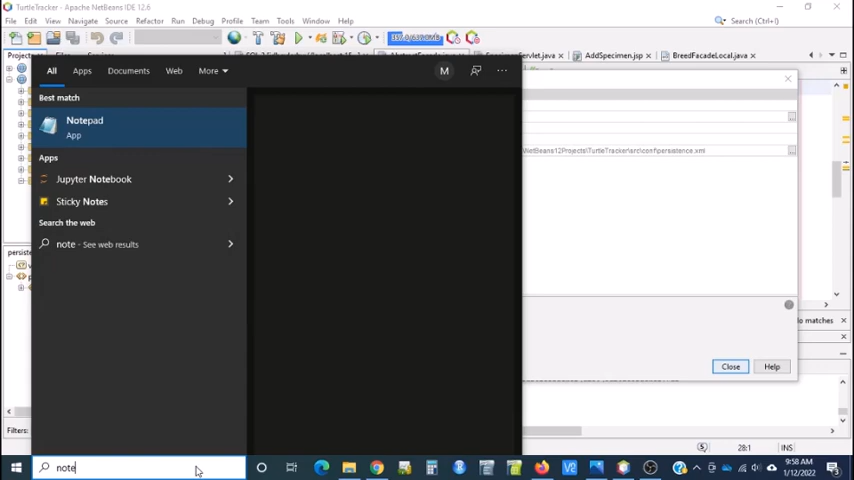 TurtleTracker - Apache NetBeans IDE 12.6
File Edit View Navigate Source Refactor Run Debug Profile Team Tools Window Help
Search (Ctrl+I)
AddSpecimen.jsp BreedFacadeLocal.java
All Apps Documents Web More M
Best match
Notepad
App
Apps
Jupyter Notebook
Sticky Notes
Search the web
note - See web results
NetBeans12Projects\TurtleTracker\src\conf\persistence.xml
persiste
No matches
Close Help
Filters:
28:1 INS
note
9:58 AM
1/12/2022